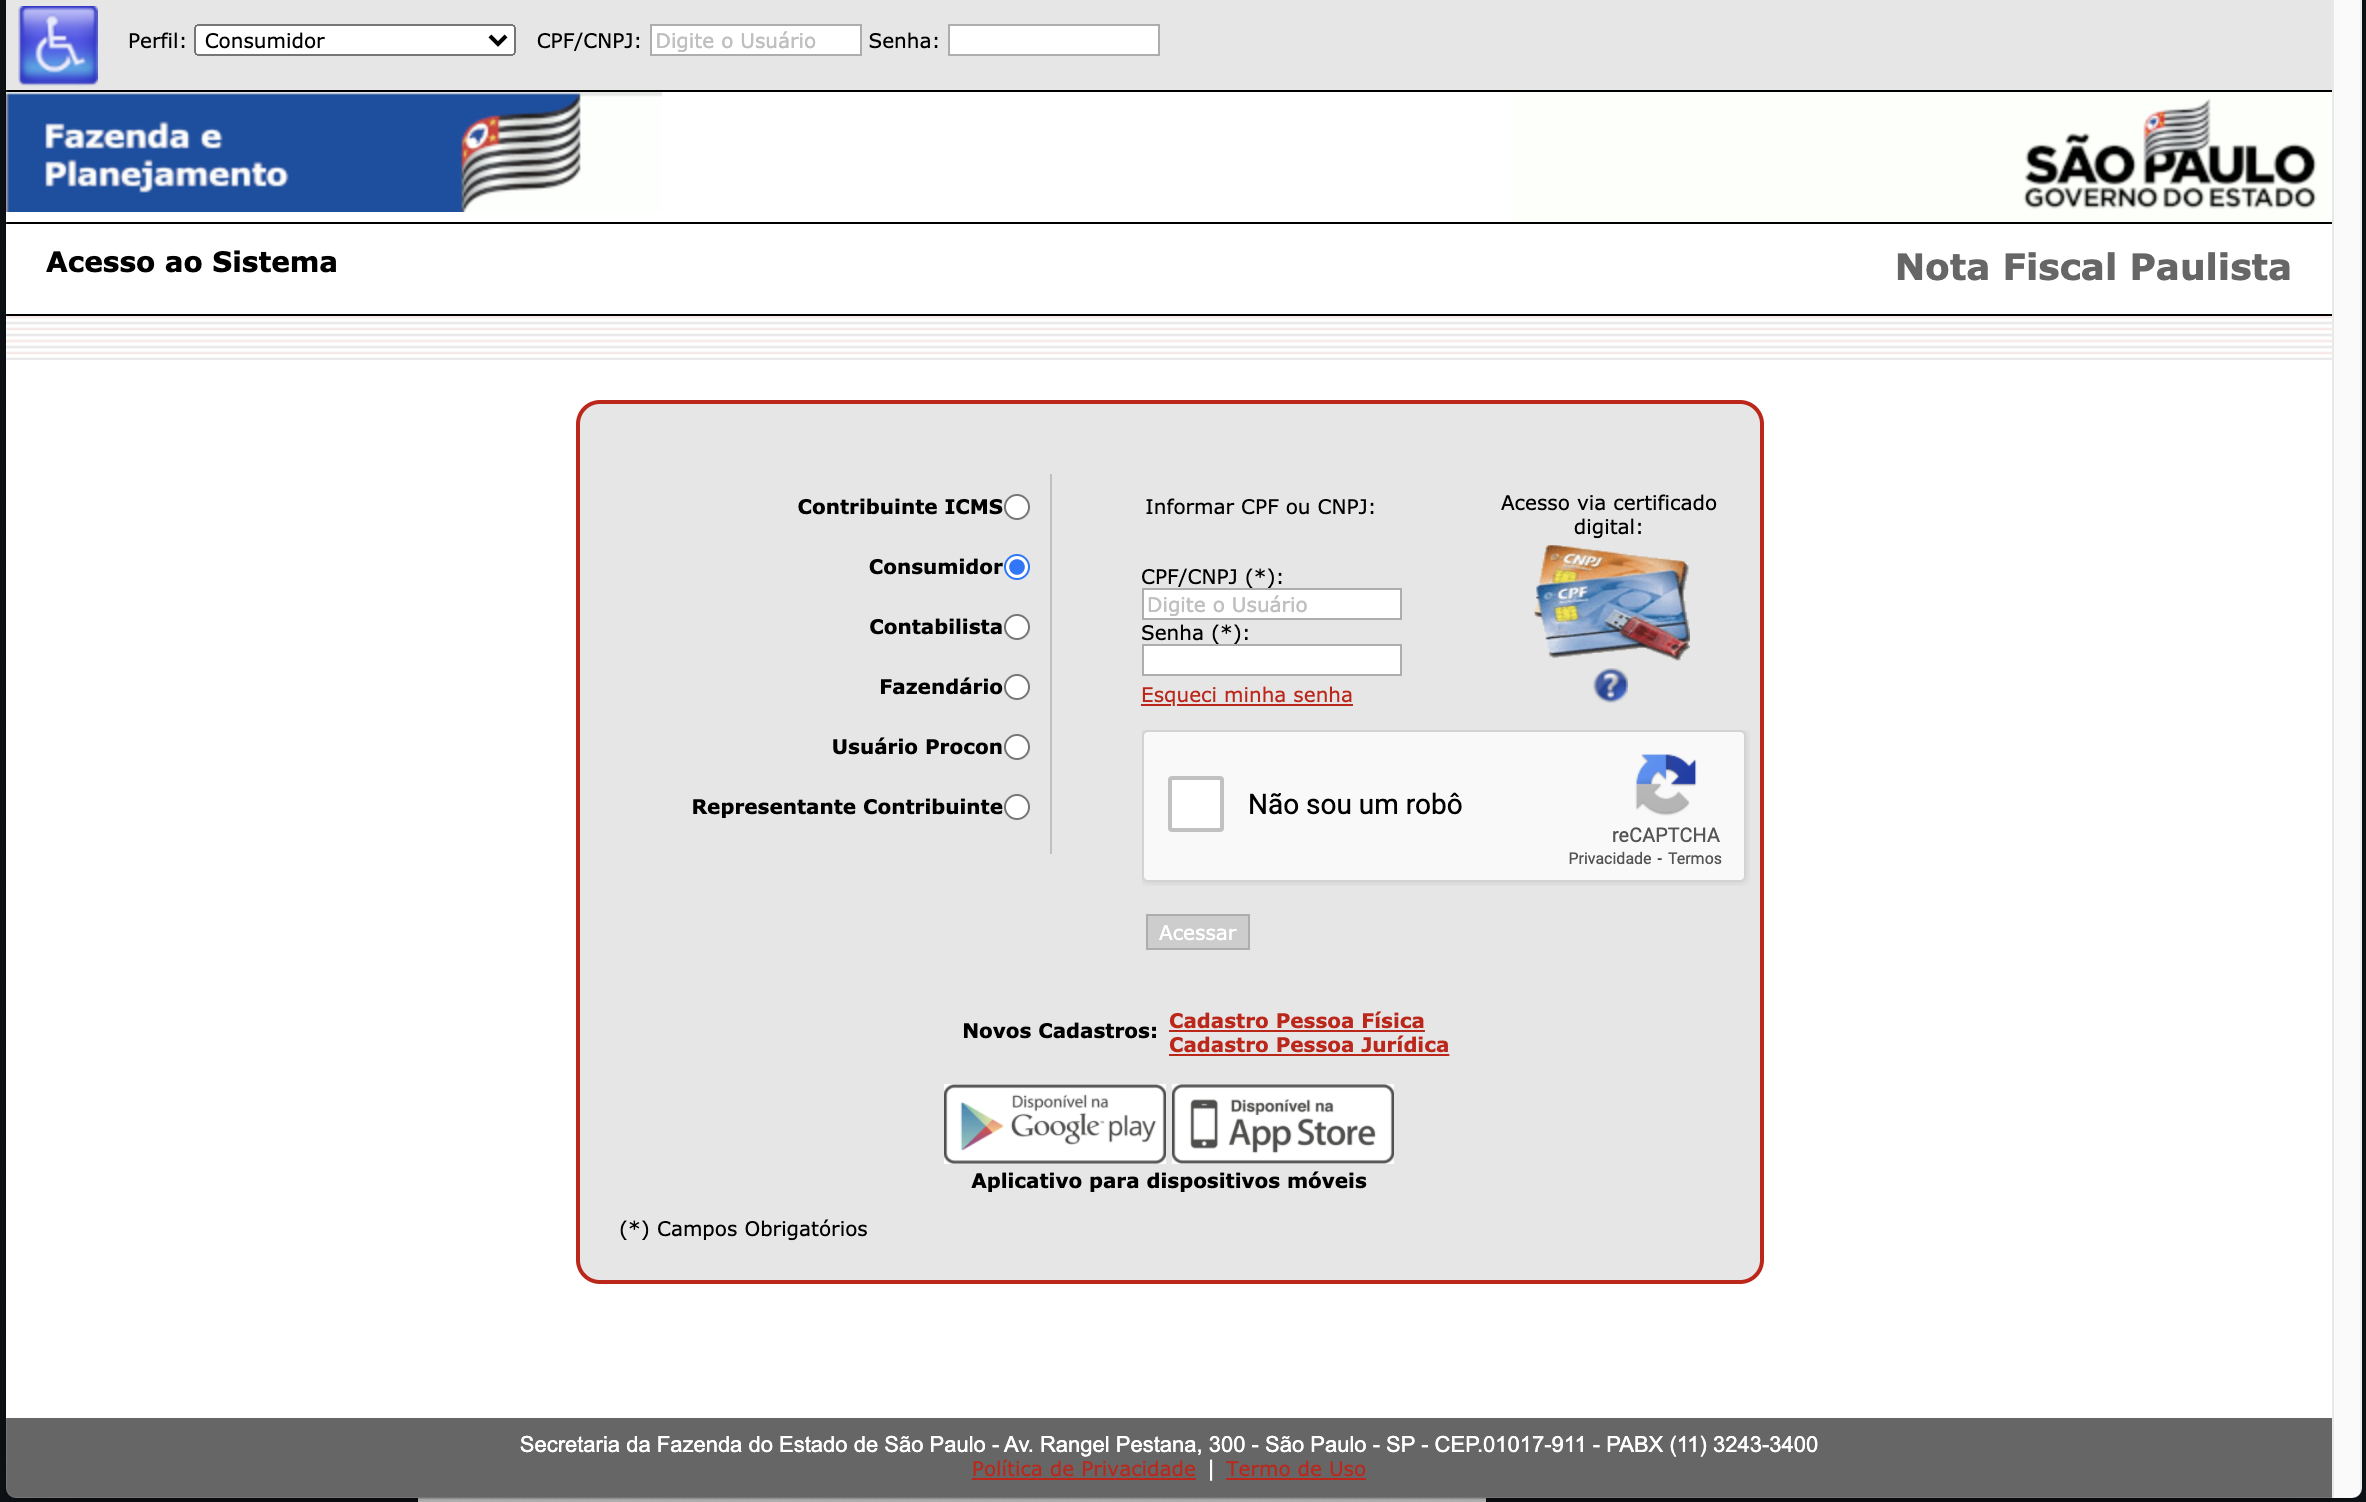 Perfil: Consumidor CPF/CNPJ: Digite o Usuário Senha:
Fazenda e
Planejamento
SÃO PAULO
GOVERNO DO ESTADO
Acesso ao Sistema
Nota Fiscal Paulista
Contribuinte ICMS
Consumidor
Contabilista
Fazendário
Usuário Procon
Representante Contribuinte
Informar CPF ou CNPJ:
CPF/CNPJ (*):
Digite o Usuário
Senha (*):
Esqueci minha senha
Acesso via certificado
digital:
CNPJ
CPF
?
Não sou um robô
reCAPTCHA
Privacidade - Termos
Acessar
Novos Cadastros:
Cadastro Pessoa Física
Cadastro Pessoa Jurídica
Disponível na
Google play
Disponível na
App Store
Aplicativo para dispositivos móveis
(*) Campos Obrigatórios
Secretaria da Fazenda do Estado de São Paulo - Av. Rangel Pestana, 300 - São Paulo - SP - CEP.01017-911 - PABX (11) 3243-3400
Política de Privacidade | Termo de Uso